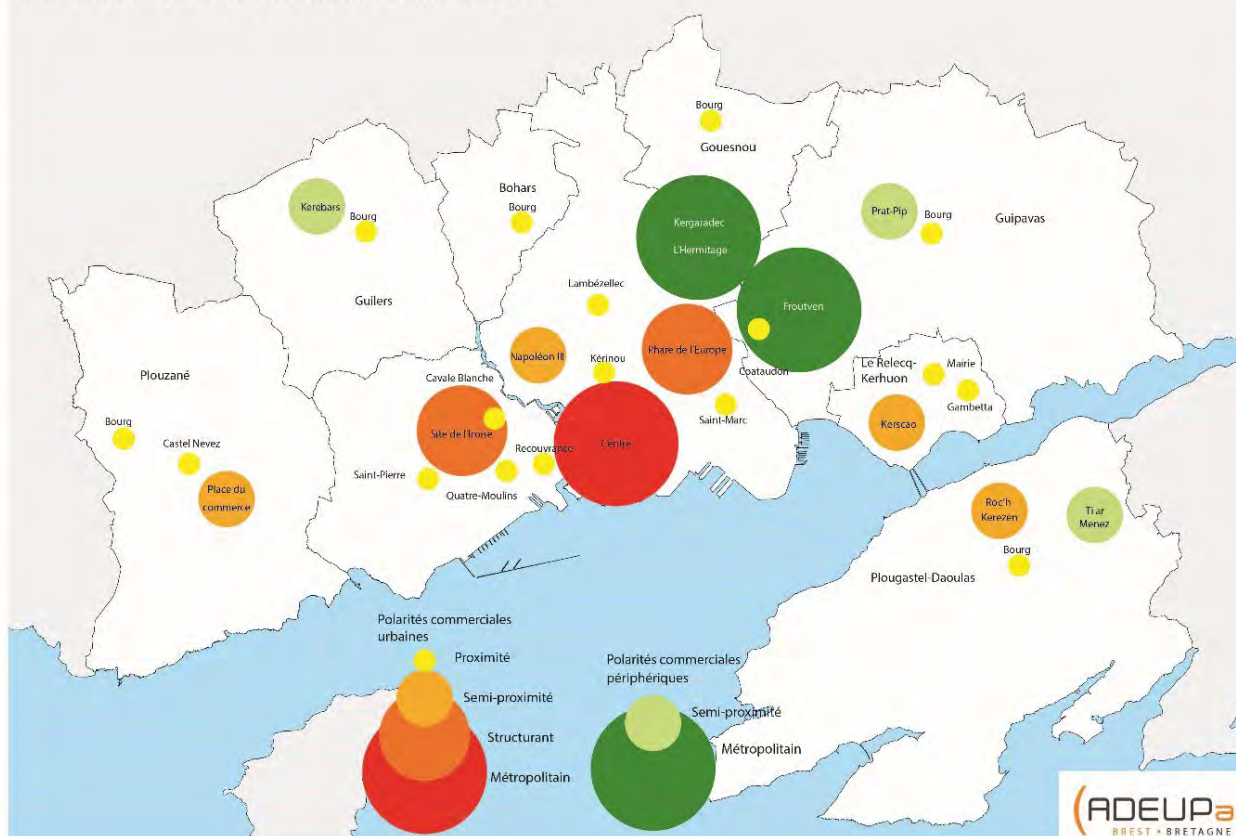 Bourg
Gouesnou
Bohars
Bourg
Kerebars
Bourg
Guilers
Kergaradec
L'Hermitage
Prat-Pip
Bourg
Guipavas
Lambézellec
Froutven
Napoléon III
Kérinou
Phare de l'Europe
Coataudon
Le Relecq-
Kerhuon
Mairie
Gambetta
Kerscao
Plouzané
Bourg
Castel Nevez
Place du
commerce
Cavale Blanche
Site de l'Iroise
Recouvrance
Saint-Pierre
Quatre-Moulins
Centre
Saint-Marc
Roc'h
Kerezen
Ti ar
Menez
Bourg
Plougastel-Daoulas
Polarités commerciales
urbaines
Proximité
Semi-proximité
Structurant
Métropolitain
Polarités commerciales
périphériques
Semi-proximité
Métropolitain
ADEUPa
BREST • BRETAGNE